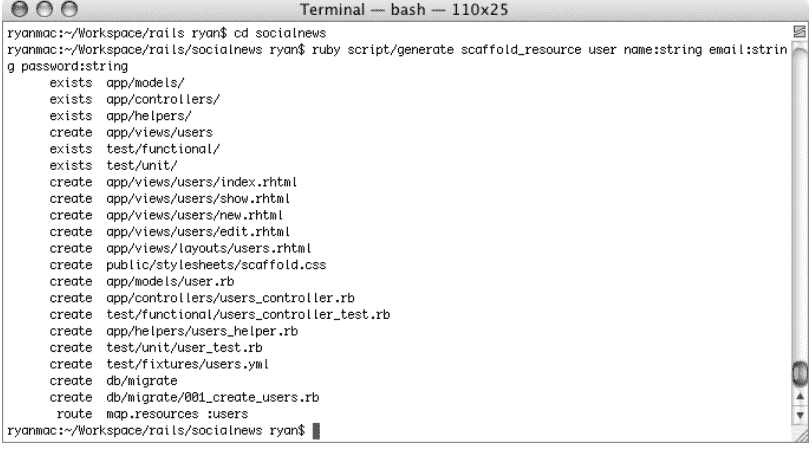 Terminal — bash — 110x25
ryanmac:~/Workspace/rails ryan$ cd socialnews
ryanmac:~/Workspace/rails/socialnews ryan$ ruby script/generate scaffold_resource user name:string email:strin
g password:string
exists app/models/
exists app/controllers/
exists app/helpers/
create app/views/users
exists test/functional/
exists test/unit/
create app/views/users/index.rhtml
create app/views/users/show.rhtml
create app/views/users/new.rhtml
create app/views/users/edit.rhtml
create app/views/layouts/users.rhtml
create public/stylesheets/scaffold.css
create app/models/user.rb
create app/controllers/users_controller.rb
create test/functional/users_controller_test.rb
create app/helpers/users_helper.rb
create test/unit/user_test.rb
create test/fixtures/users.yml
create db/migrate
create db/migrate/001_create_users.rb
route map.resources :users
ryanmac:~/Workspace/rails/socialnews ryan$